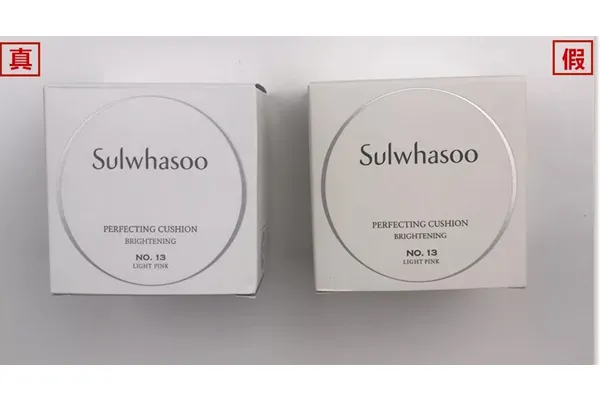 真
假
Sulwhasoo
PERFECTING CUSHION
BRIGHTENING
NO. 13
LIGHT PINK
Sulwhasoo
PERFECTING CUSHION
BRIGHTENING
NO. 13
LIGHT PINK